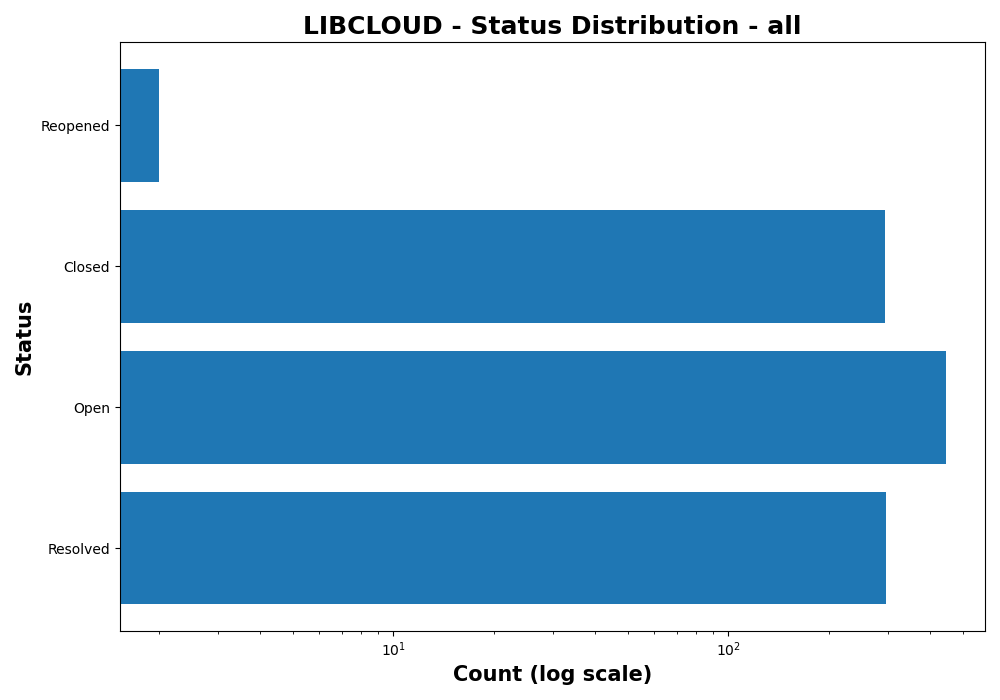 LIBCLOUD - Status Distribution - all
Reopened
Closed
Open
Resolved
Status
10¹
10²
Count (log scale)